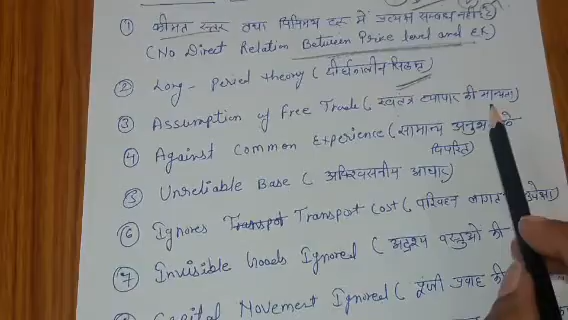 ① कीमत स्तर तथा विनिमय दर में प्रत्यक्ष सम्बन्ध नहीं है
(No Direct Relation Between Price level and ER)
② Long-Period theory (दीर्घकालीन सिद्धान्त)
③ Assumption of Free Trade (स्वतंत्र व्यापार की मान्यता)
④ Against Common Experience (सामान्य अनुभव के
विपरित)
⑤ Unreliable Base (अविश्वसनीय आधार)
⑥ Ignores Transport Cost (परिवहन लागत उपेक्षा)
⑦ Invisible Goods Ignored (अदृश्य वस्तुओं की
Capital Movement Ignored (पूंजी प्रवाह की